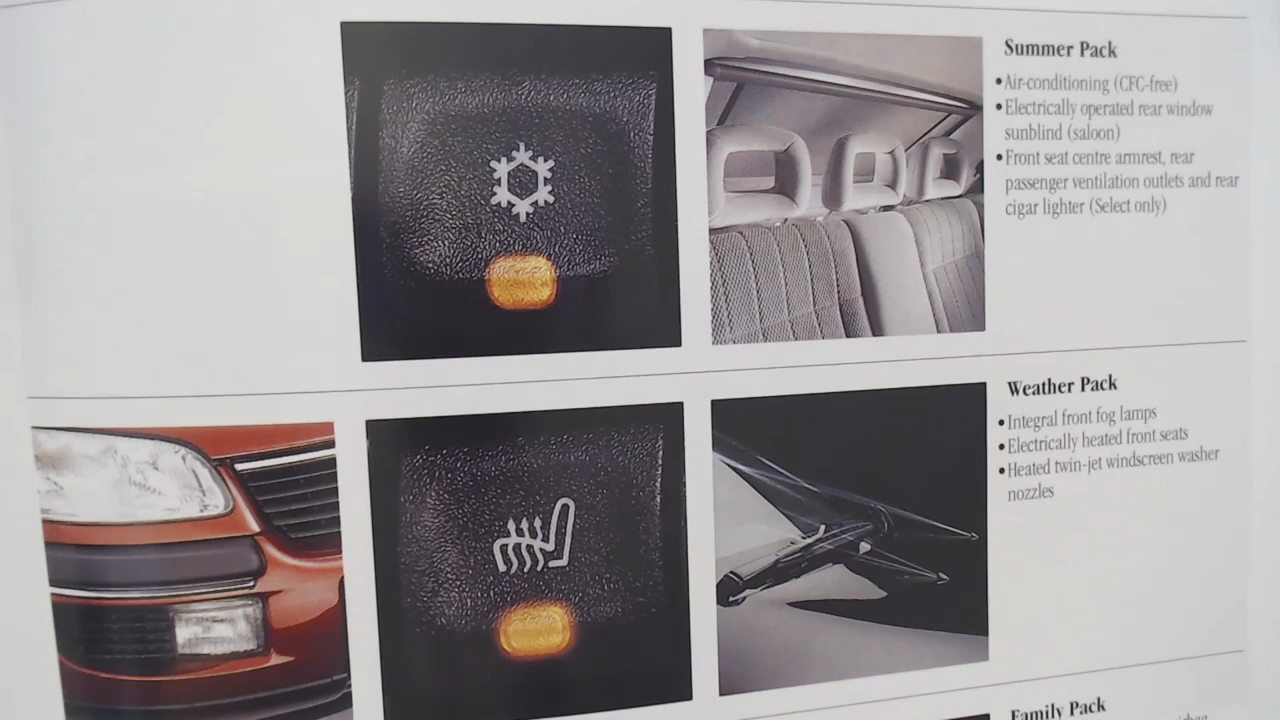 Summer Pack
• Air-conditioning (CFC-free)
• Electrically operated rear window
sunblind (saloon)
• Front seat centre armrest, rear
passenger ventilation outlets and rear
cigar lighter (Select only)
Weather Pack
• Integral front fog lamps
• Electrically heated front seats
• Heated twin-jet windscreen washer
nozzles
Family Pack